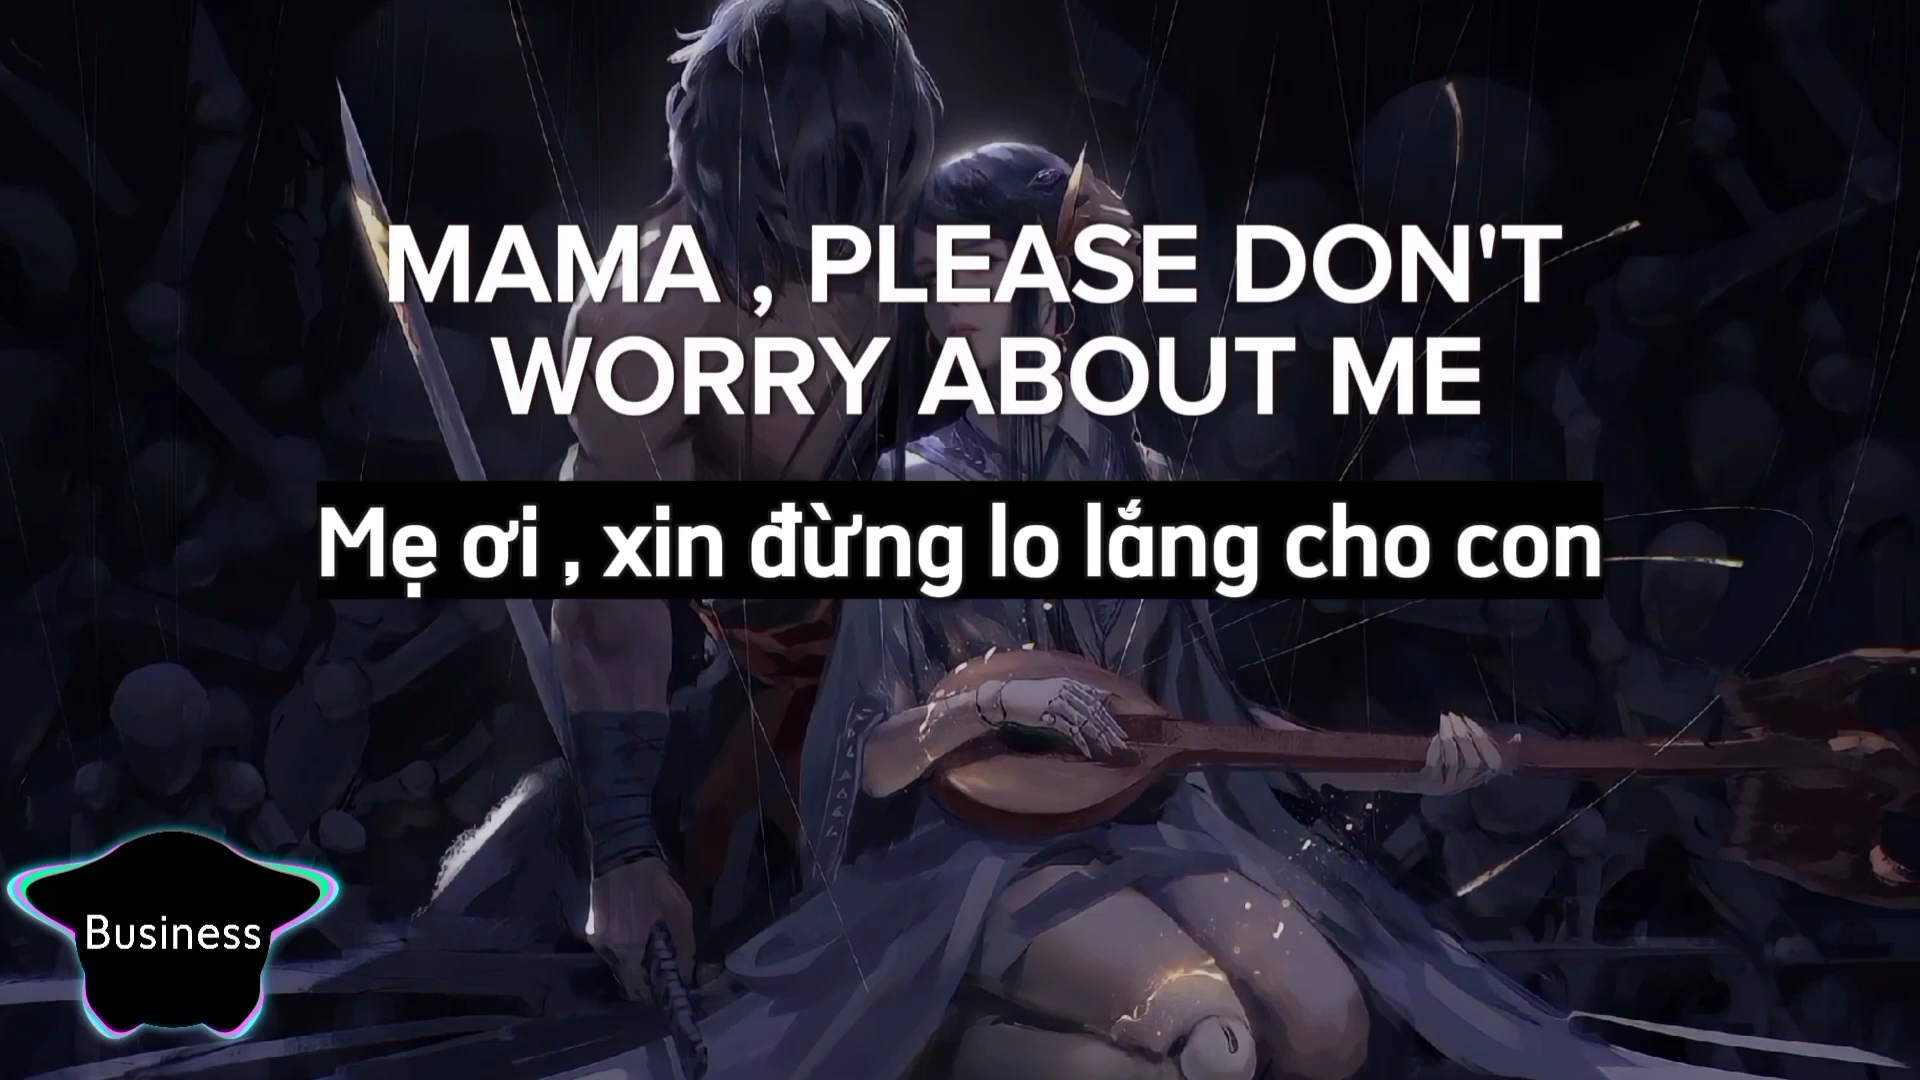 MAMA , PLEASE DON'T
WORRY ABOUT ME
Mẹ ơi , xin đừng lo lắng cho con
Business